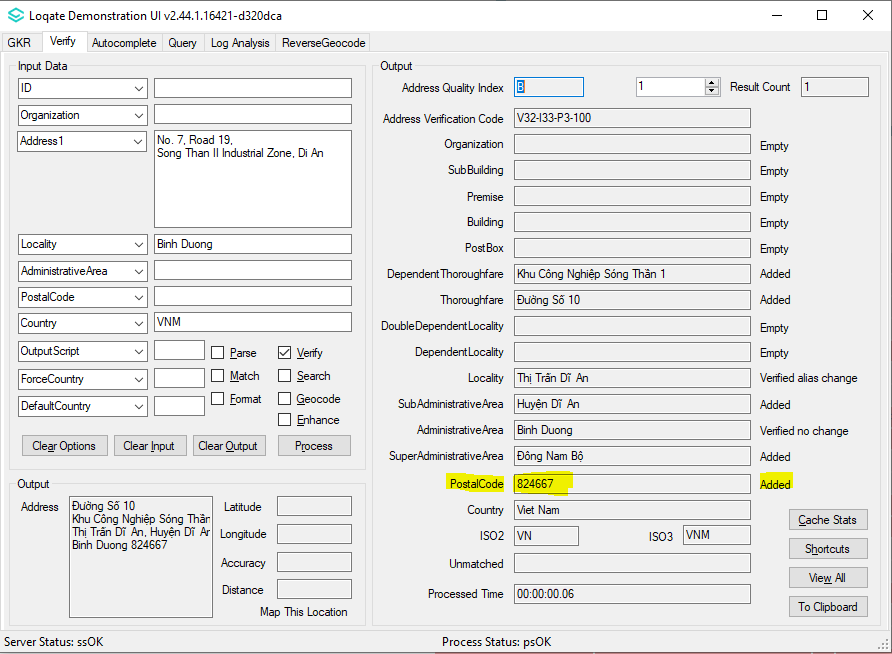 Loqate Demonstration UI v2.44.1.16421-d320dca
GKR Verify Autocomplete Query Log Analysis ReverseGeocode
Input Data
ID
Organization
Address1 No. 7, Road 19,
Song Than II Industrial Zone, Di An
Locality Binh Duong
AdministrativeArea
PostalCode
Country VNM
OutputScript Parse Verify
ForceCountry Match Search
DefaultCountry Format Geocode
Enhance
Clear Options Clear Input Clear Output Process
Output
Address Đường Số 10
Khu Công Nghiệp Sóng Thần
Thị Trấn Dĩ An, Huyện Dĩ An
Binh Duong 824667
Latitude
Longitude
Accuracy
Distance
Map This Location
Output
Address Quality Index B 1 Result Count 1
Address Verification Code V32-I33-P3-100
Organization Empty
SubBuilding Empty
Premise Empty
Building Empty
PostBox Empty
DependentThoroughfare Khu Công Nghiệp Sóng Thần 1 Added
Thoroughfare Đường Số 10 Added
DoubleDependentLocality Empty
DependentLocality Empty
Locality Thị Trấn Dĩ An Verified alias change
SubAdministrativeArea Huyện Dĩ An Added
AdministrativeArea Binh Duong Verified no change
SuperAdministrativeArea Đông Nam Bộ Added
PostalCode 824667 Added
Country Viet Nam
ISO2 VN ISO3 VNM
Unmatched
Processed Time 00:00:00.06
Cache Stats
Shortcuts
View All
To Clipboard
Server Status: ssOK Process Status: psOK